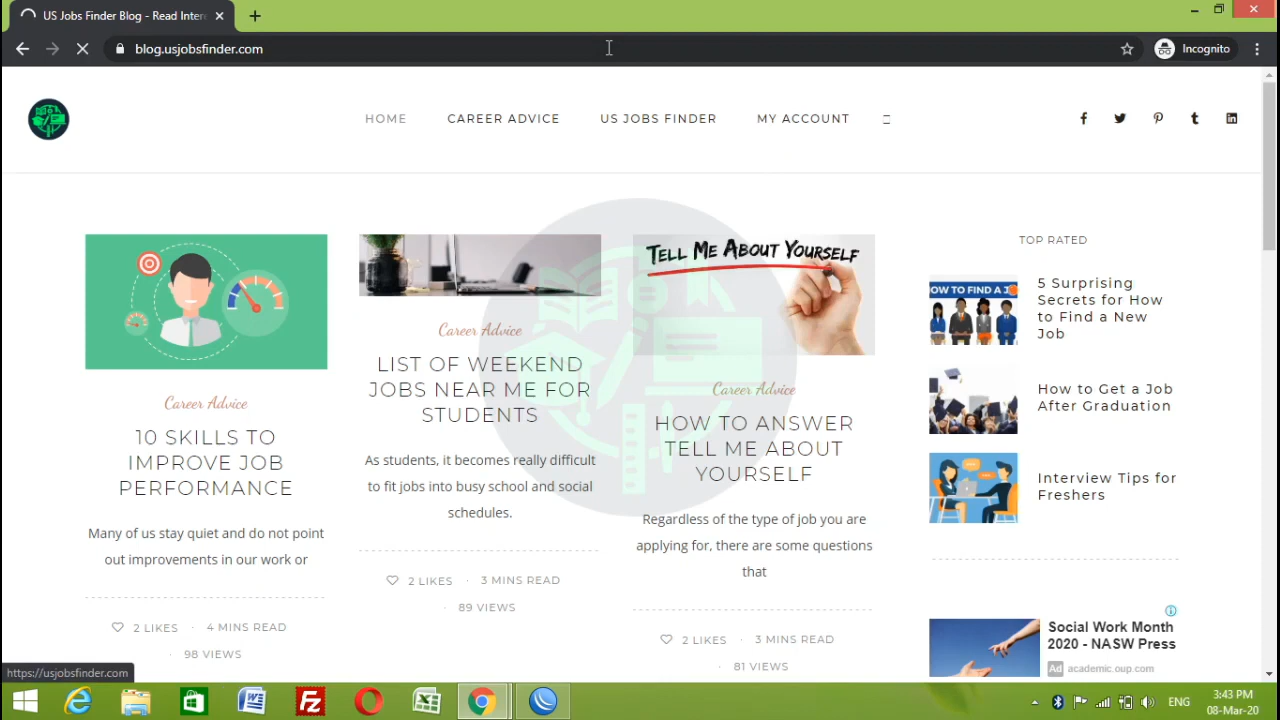 US Jobs Finder Blog - Read Inter
blog.usjobsfinder.com
Incognito
HOME
CAREER ADVICE
US JOBS FINDER
MY ACCOUNT
Career Advice
10 SKILLS TO
IMPROVE JOB
PERFORMANCE
Many of us stay quiet and do not point
out improvements in our work or
2 LIKES · 4 MINS READ
· 98 VIEWS
Career Advice
LIST OF WEEKEND
JOBS NEAR ME FOR
STUDENTS
As students, it becomes really difficult
to fit jobs into busy school and social
schedules.
2 LIKES · 3 MINS READ
· 89 VIEWS
TELL ME ABOUT YOURSELF
Career Advice
HOW TO ANSWER
TELL ME ABOUT
YOURSELF
Regardless of the type of job you are
applying for, there are some questions
that
2 LIKES · 3 MINS READ
· 81 VIEWS
TOP RATED
OW TO FIND A J
5 Surprising
Secrets for How
to Find a New
Job
How to Get a Job
After Graduation
Interview Tips for
Freshers
Social Work Month
2020 - NASW Press
Ad academic.oup.com
https://usjobsfinder.com
ENG
3:43 PM
08-Mar-20